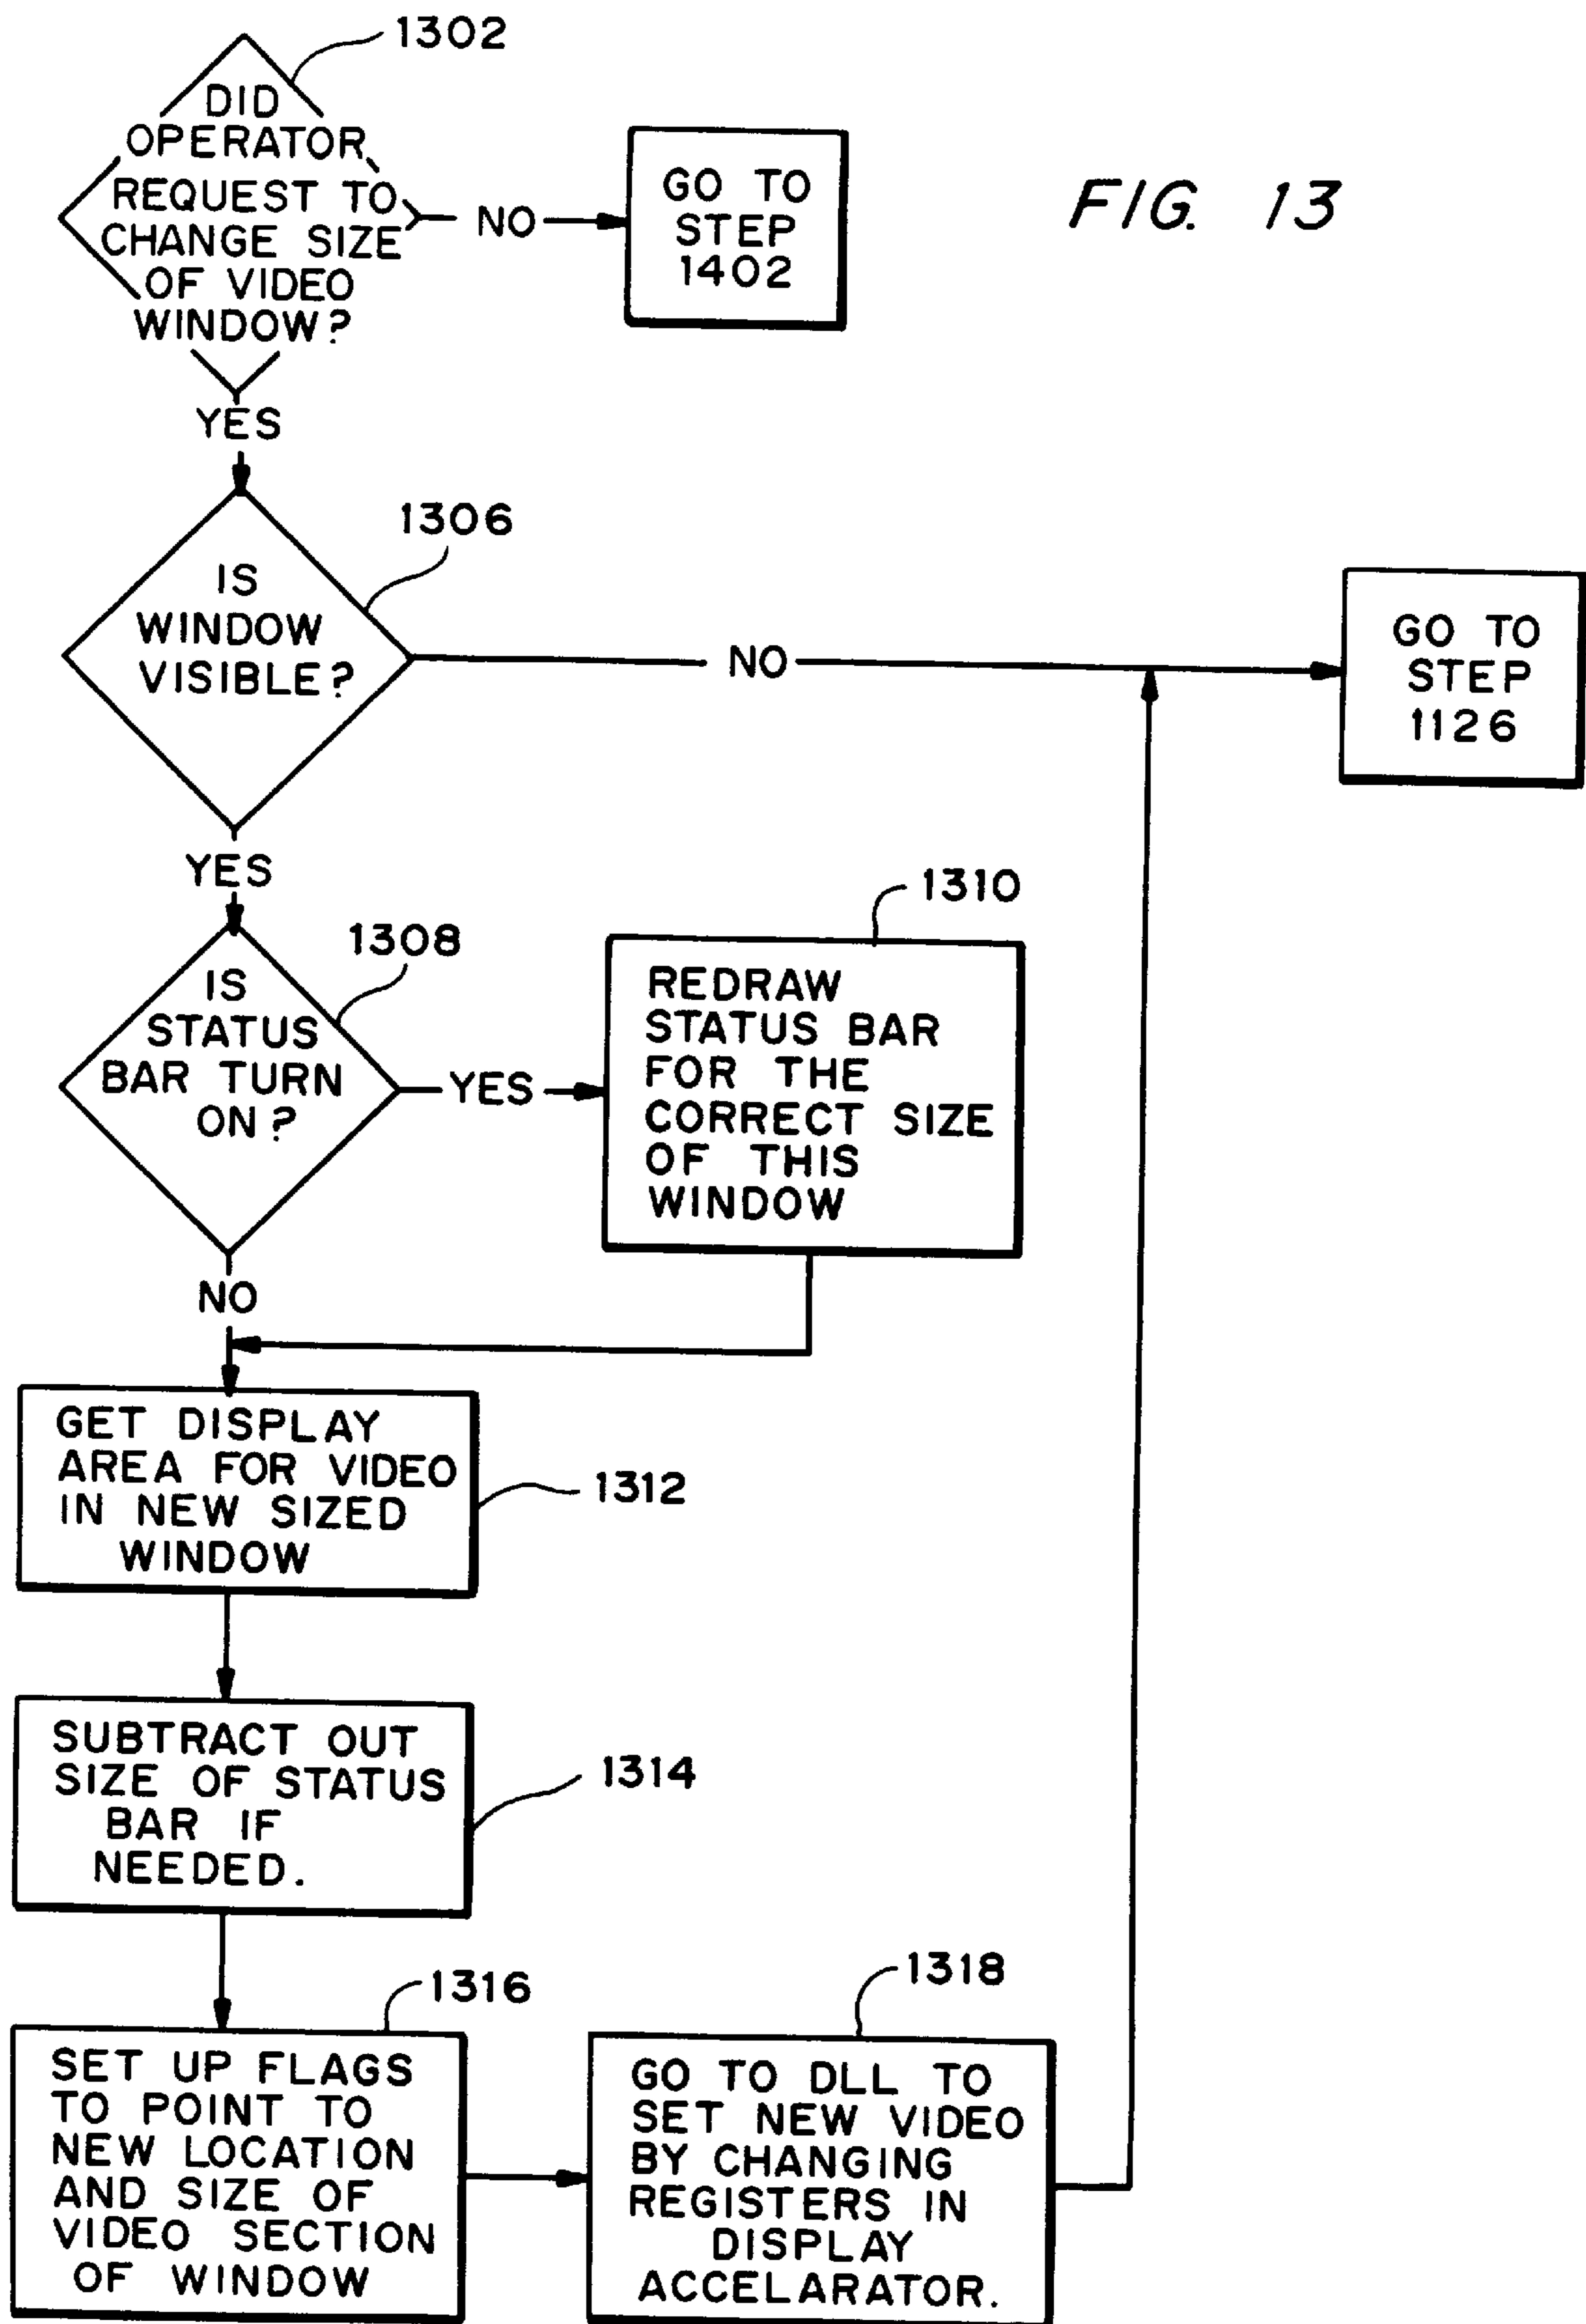 1302
DID
OPERATOR
REQUEST TO
CHANGE SIZE
OF VIDEO
WINDOW?
NO
GO TO
STEP
1402
FIG. 13
YES
1306
IS
WINDOW
VISIBLE?
NO
GO TO
STEP
1126
YES
1308
IS
STATUS
BAR TURN
ON?
YES
1310
REDRAW
STATUS BAR
FOR THE
CORRECT SIZE
OF THIS
WINDOW
NO
GET DISPLAY
AREA FOR VIDEO
IN NEW SIZED
WINDOW
1312
SUBTRACT OUT
SIZE OF STATUS
BAR IF
NEEDED.
1314
1316
SET UP FLAGS
TO POINT TO
NEW LOCATION
AND SIZE OF
VIDEO SECTION
OF WINDOW
1318
GO TO DLL TO
SET NEW VIDEO
BY CHANGING
REGISTERS IN
DISPLAY
ACCELARATOR.